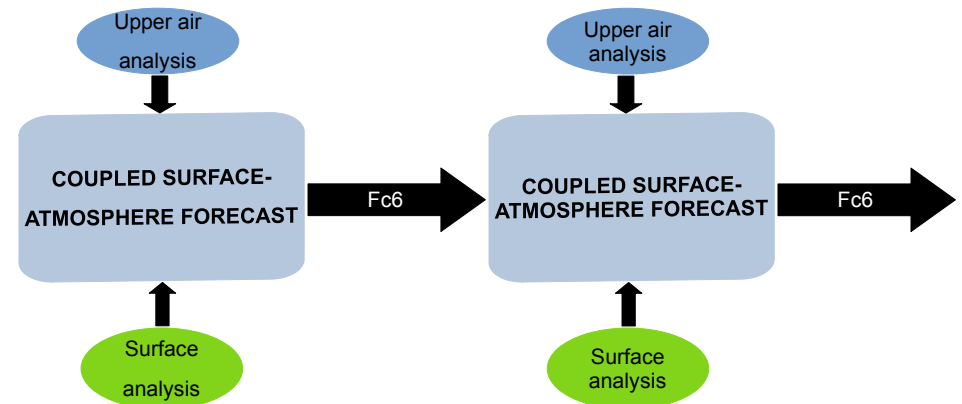 Upper air
analysis
COUPLED SURFACE-
ATMOSPHERE FORECAST
Surface
analysis
Fc6
Upper air
analysis
COUPLED SURFACE-
ATMOSPHERE FORECAST
Surface
analysis
Fc6